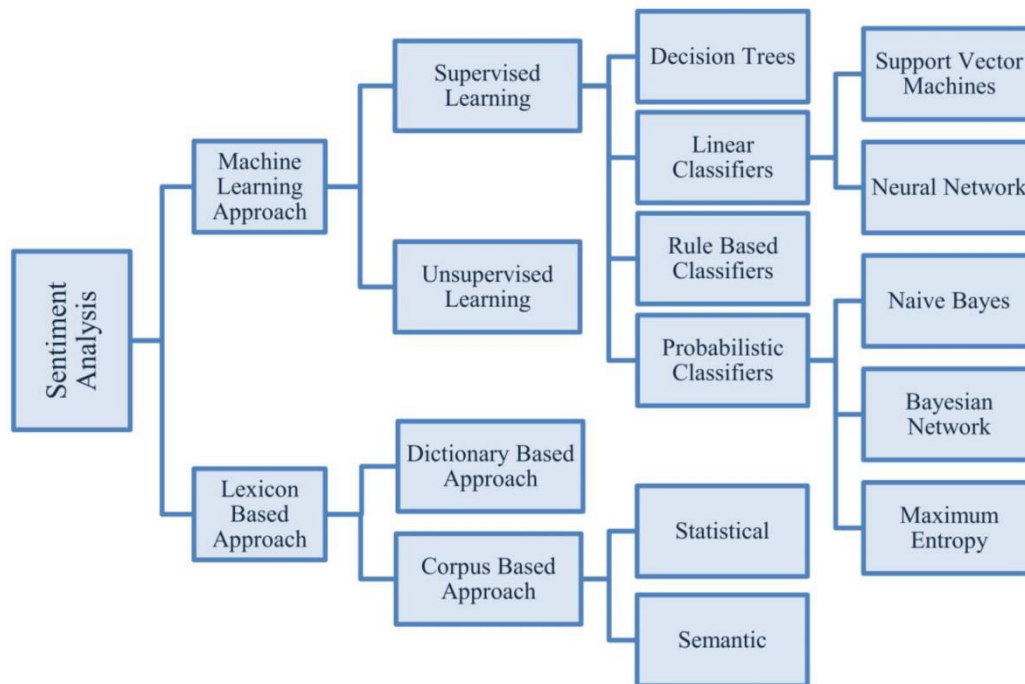 Sentiment
Analysis
Machine
Learning
Approach
Supervised
Learning
Decision Trees
Linear
Classifiers
Support Vector
Machines
Neural Network
Rule Based
Classifiers
Probabilistic
Classifiers
Naive Bayes
Bayesian
Network
Maximum
Entropy
Unsupervised
Learning
Lexicon
Based
Approach
Dictionary Based
Approach
Corpus Based
Approach
Statistical
Semantic